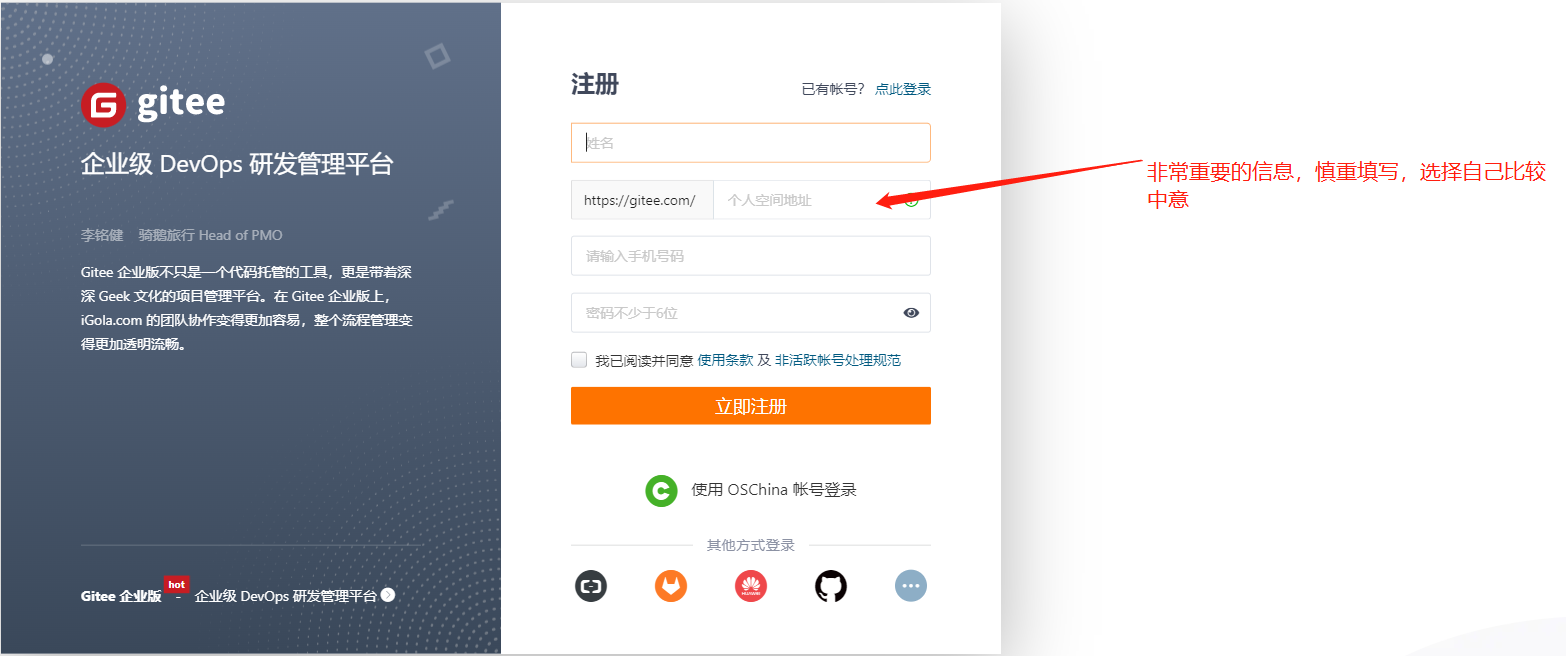 gitee
企业级 DevOps 研发管理平台
李铭健 骑鹅旅行 Head of PMO
Gitee 企业版不只是一个代码托管的工具，更是带着深
深 Geek 文化的项目管理平台。在 Gitee 企业版上，
iGola.com 的团队协作变得更加容易，整个流程管理变
得更加透明流畅。
Gitee 企业版 hot - 企业级 DevOps 研发管理平台
注册
已有帐号？ 点此登录
姓名
https://gitee.com/ 个人空间地址
请输入手机号码
密码不少于6位
我已阅读并同意 使用条款 及 非活跃帐号处理规范
立即注册
使用 OSChina 帐号登录
其他方式登录
HUAWEI
非常重要的信息，慎重填写，选择自己比较
中意